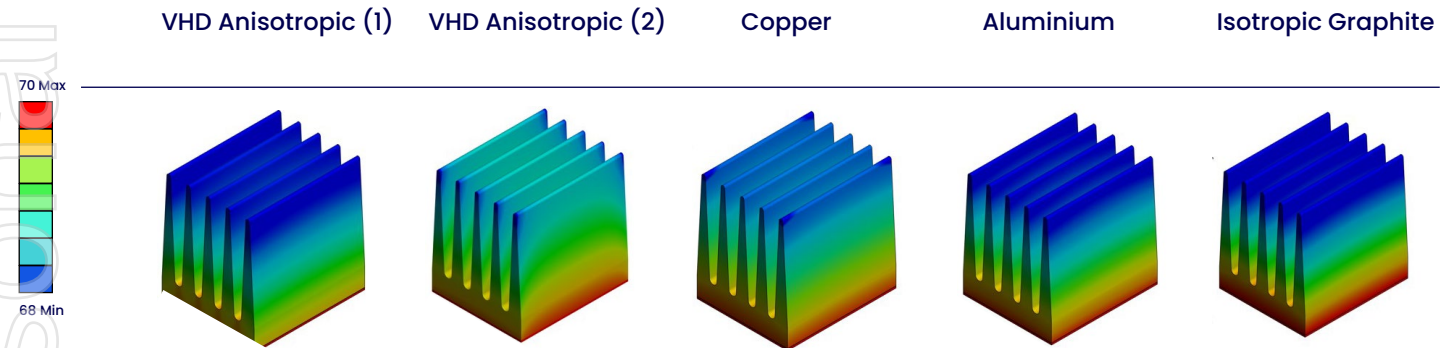 VHD Anisotropic (1) VHD Anisotropic (2) Copper Aluminium Isotropic Graphite
70 Max
68 Min